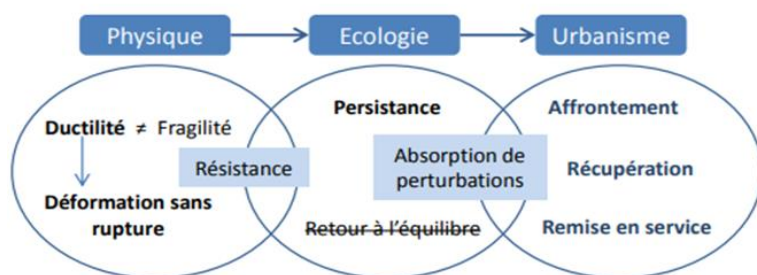 Physique
Ecologie
Urbanisme
Ductilité ≠ Fragilité
Déformation sans
rupture
Résistance
Persistance
Absorption de
perturbations
Retour à l'équilibre
Affrontement
Récupération
Remise en service